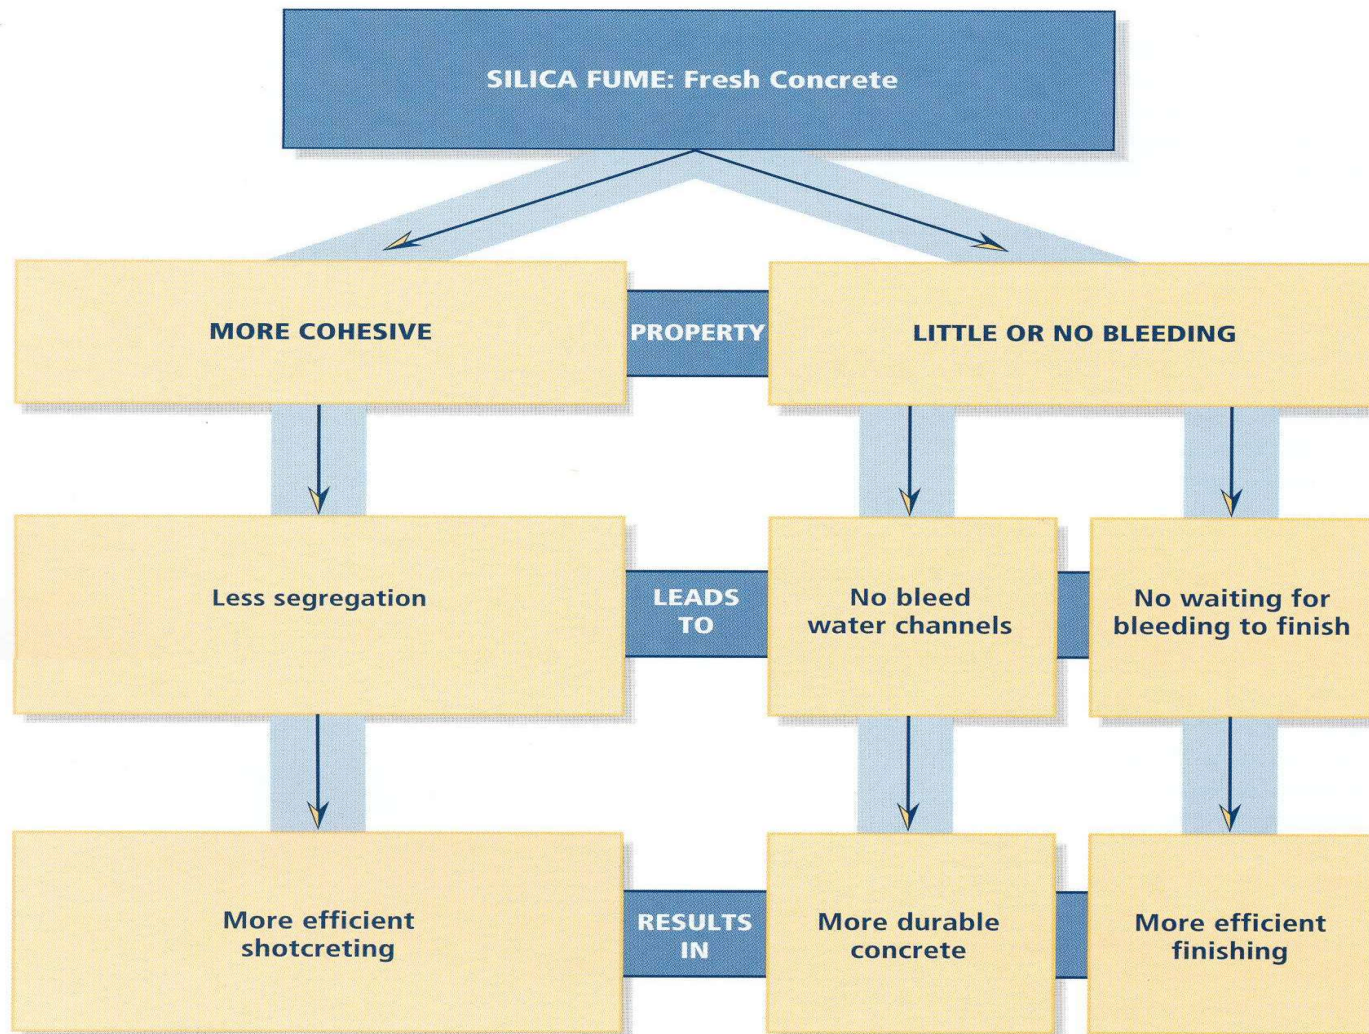 SILICA FUME: Fresh Concrete
MORE COHESIVE
PROPERTY
LITTLE OR NO BLEEDING
Less segregation
LEADS
TO
No bleed
water channels
No waiting for
bleeding to finish
More efficient
shotcreting
RESULTS
IN
More durable
concrete
More efficient
finishing